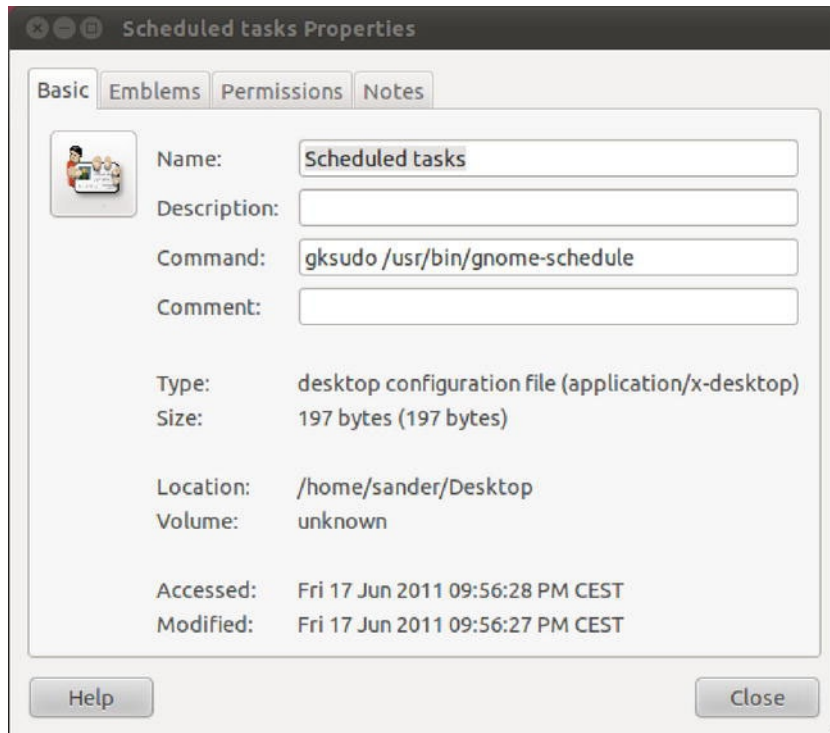 Scheduled tasks Properties
Basic Emblems Permissions Notes
Name: Scheduled tasks
Description:
Command: gksudo /usr/bin/gnome-schedule
Comment:
Type: desktop configuration file (application/x-desktop)
Size: 197 bytes (197 bytes)
Location: /home/sander/Desktop
Volume: unknown
Accessed: Fri 17 Jun 2011 09:56:28 PM CEST
Modified: Fri 17 Jun 2011 09:56:27 PM CEST
Help Close